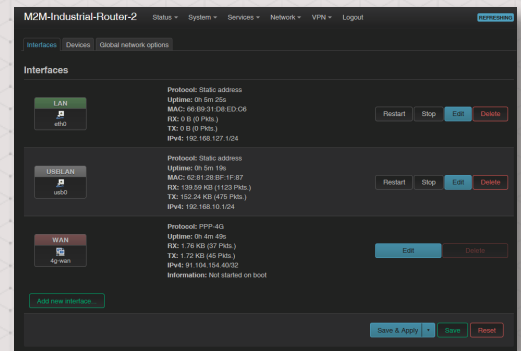 M2M-Industrial-Router-2 Status System Services Network VPN Logout REFRESHING
Interfaces Devices Global network options
Interfaces
LAN
eth0
Protocol: Static address
Uptime: 0h 5m 25s
MAC: 66:B9:31:D8:ED:C6
RX: 0 B (0 Pkts.)
TX: 0 B (0 Pkts.)
IPv4: 192.168.127.1/24
Restart Stop Edit Delete
USBLAN
usb0
Protocol: Static address
Uptime: 0h 5m 19s
MAC: 62:81:28:BF:1F:87
RX: 139.59 KB (1123 Pkts.)
TX: 152.24 KB (475 Pkts.)
IPv4: 192.168.10.1/24
Restart Stop Edit Delete
WAN
4g-wan
Protocol: PPP-4G
Uptime: 0h 4m 49s
RX: 1.76 KB (37 Pkts.)
TX: 1.72 KB (45 Pkts.)
IPv4: 91.104.154.40/32
Information: Not started on boot
Edit Delete
Add new interface...
Save & Apply Save Reset